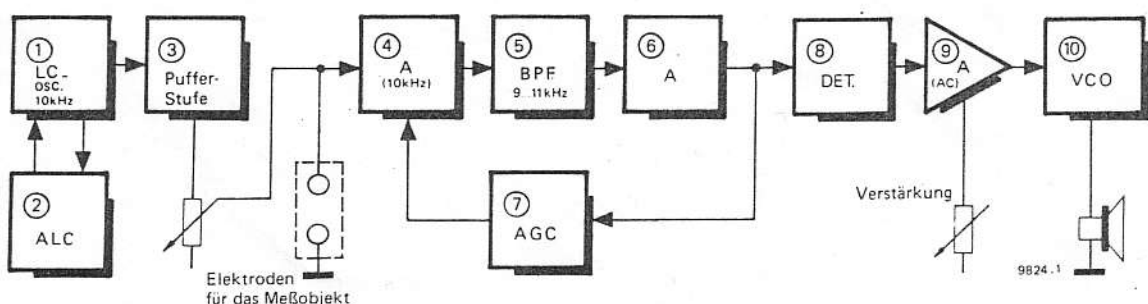 1
LC-
OSC.
10kHz
2
ALC
3
Puffer-
Stufe
Elektroden
für das Meßobjekt
4
A
(10kHz)
5
BPF
9...11kHz
6
A
7
AGC
8
DET.
9
A
(AC)
Verstärkung
10
VCO
9824.1